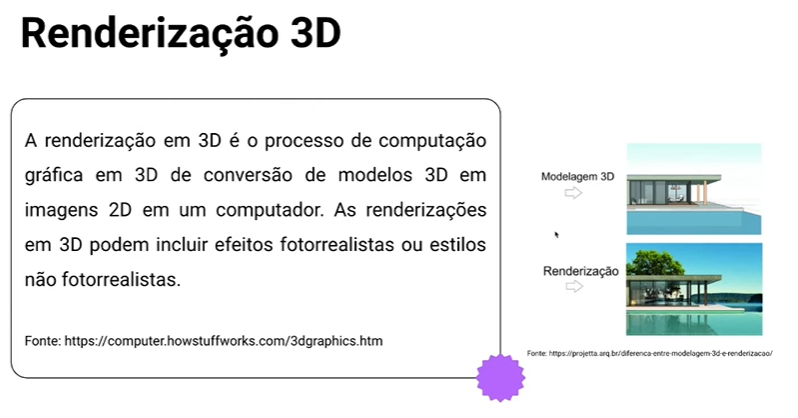 Renderização 3D
A renderização em 3D é o processo de computação
gráfica em 3D de conversão de modelos 3D em
imagens 2D em um computador. As renderizações
em 3D podem incluir efeitos fotorrealistas ou estilos
não fotorrealistas.
Fonte: https://computer.howstuffworks.com/3dgraphics.htm
Modelagem 3D
Renderização
Fonte: https://projetta.arq.br/diferenca-entre-modelagem-3d-e-renderizacao/